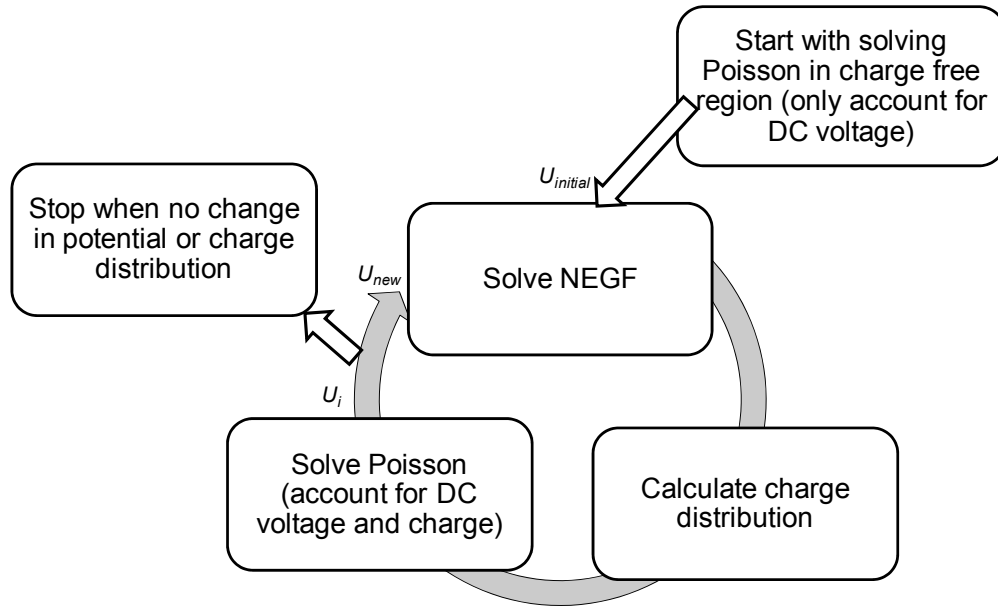 Start with solving
Poisson in charge free
region (only account for
DC voltage)
U_initial
Stop when no change
in potential or charge
distribution
U_new
Solve NEGF
U_i
Solve Poisson
(account for DC
voltage and charge)
Calculate charge
distribution